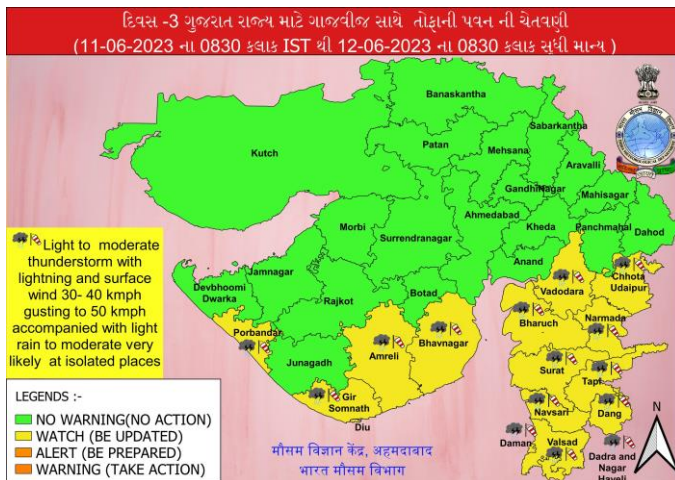 દિવસ -3 ગુજરાત રાજ્ય માટે ગાજવીજ સાથે તોફાની પવન ની ચેતવણી
(11-06-2023 ના 0830 કલાક IST થી 12-06-2023 ના 0830 કલાક સુધી માન્ય )
Banaskantha
Sabarkantha
Patan
Mehsana
Kutch
Aravalli
GandhiNagar
Mahisagar
Ahmedabad
Morbi
Kheda
Panchmahal
Dahod
Surrendranagar
Anand
Jamnagar
Devbhoomi
Dwarka
Rajkot
Botad
Vadodara
Chhota
Udaipur
Porbandar
Bharuch
Narmada
Bhavnagar
Amreli
Junagadh
Surat
Tapi
Gir
Somnath
Navsari
Dang
Diu
Daman
Valsad
Dadra and
Nagar
Haveli
N
Light to moderate
thunderstorm with
lightning and surface
wind 30- 40 kmph
gusting to 50 kmph
accompanied with light
rain to moderate very
likely at isolated places
LEGENDS :-
NO WARNING(NO ACTION)
WATCH (BE UPDATED)
ALERT (BE PREPARED)
WARNING (TAKE ACTION)
मौसम विज्ञान केंद्र, अहमदाबाद
भारत मौसम विभाग